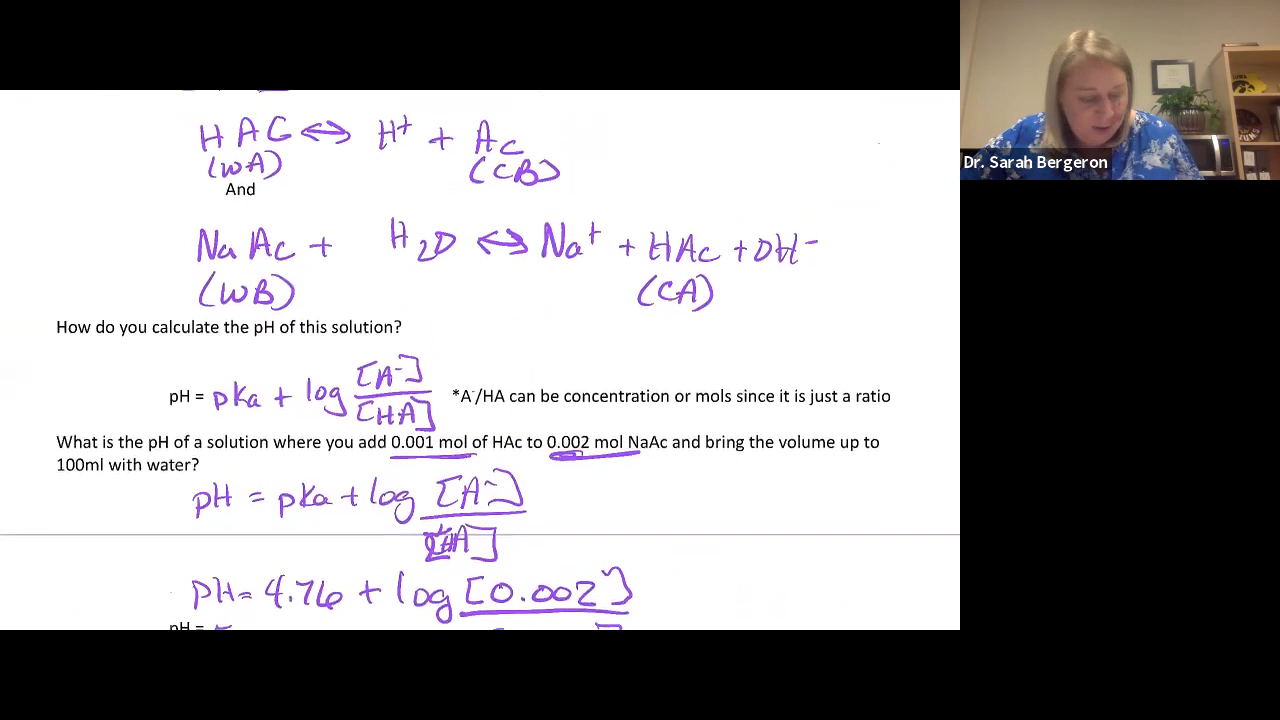 HAC ↔ H+ + Ac
(WA) (CB)
And
NaAc + H2O ↔ Na+ + HAc + OH-
(WB) (CA)
How do you calculate the pH of this solution?
pH = pKa + log [A-]/[HA] *A-/HA can be concentration or mols since it is just a ratio
What is the pH of a solution where you add 0.001 mol of HAc to 0.002 mol NaAc and bring the volume up to
100ml with water?
pH = pKa + log [A-]/[HA]
pH = 4.76 + log [0.002]
pH =
Dr. Sarah Bergeron
IOWA